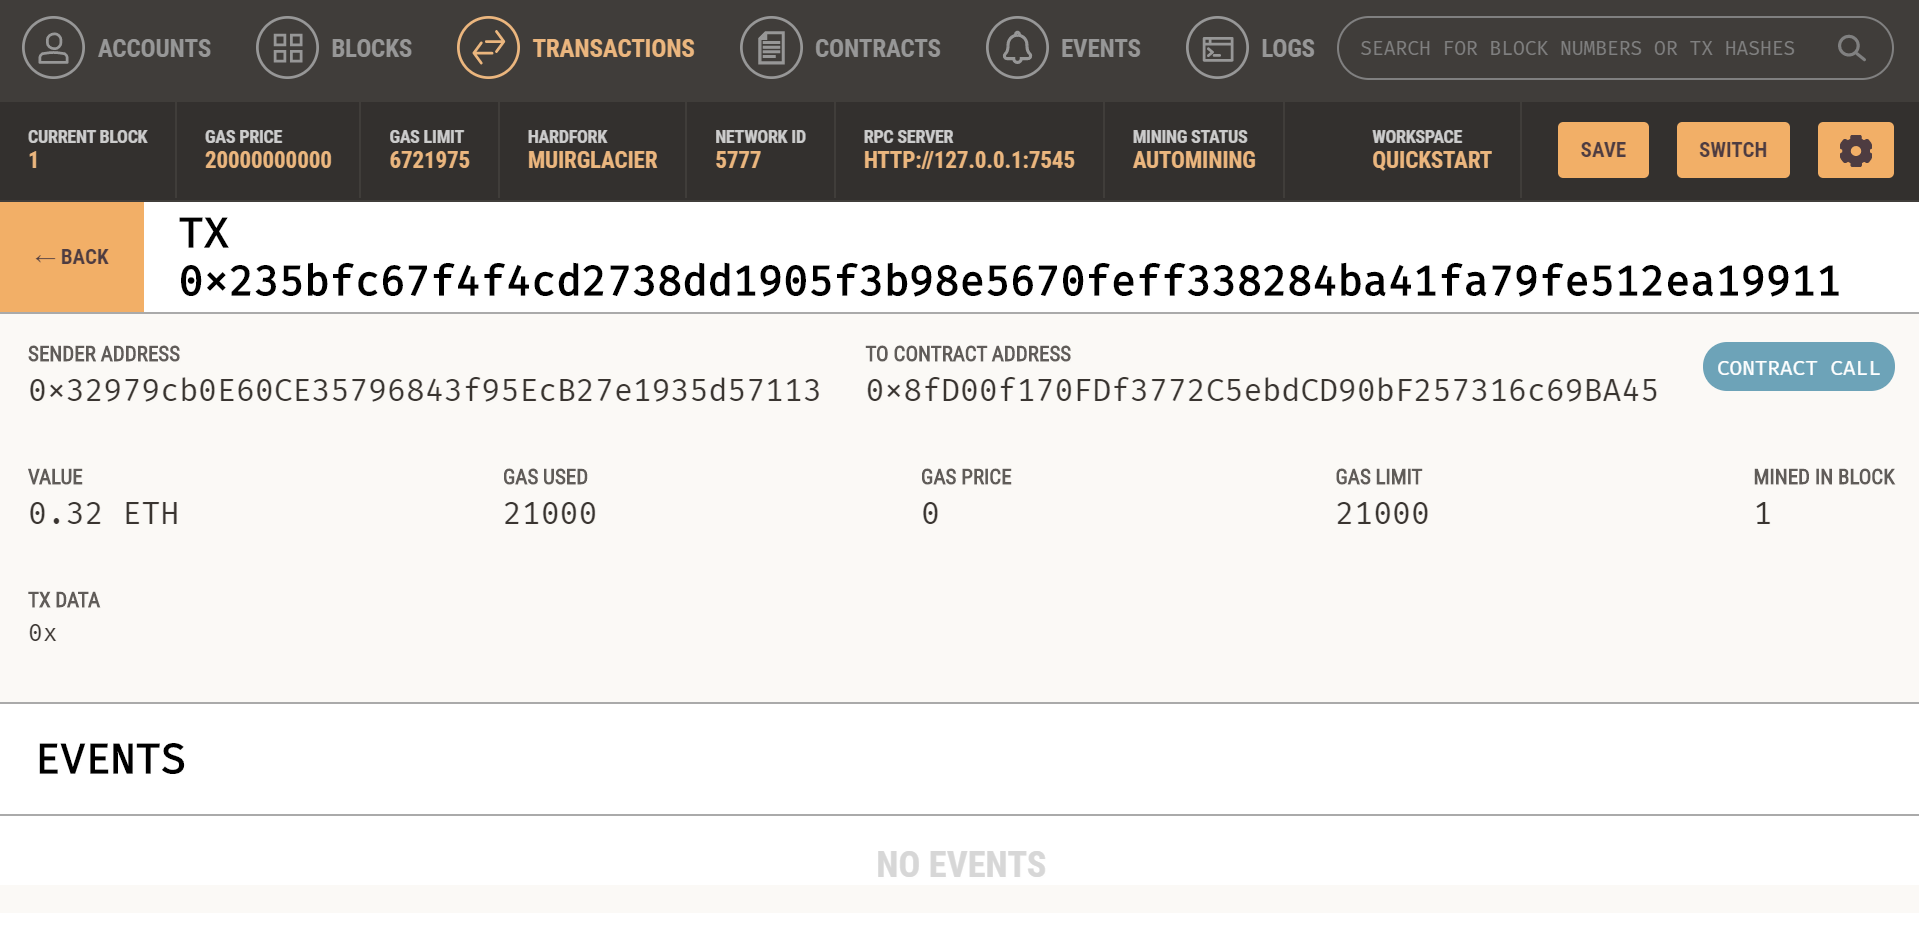 ACCOUNTS BLOCKS TRANSACTIONS CONTRACTS EVENTS LOGS SEARCH FOR BLOCK NUMBERS OR TX HASHES
CURRENT BLOCK GAS PRICE GAS LIMIT HARDFORK NETWORK ID RPC SERVER MINING STATUS WORKSPACE
1 20000000000 6721975 MUIRGLACIER 5777 HTTP://127.0.0.1:7545 AUTOMINING QUICKSTART SAVE SWITCH
← BACK
TX
0×235bfc67f4f4cd2738dd1905f3b98e5670feff338284ba41fa79fe512ea19911
SENDER ADDRESS TO CONTRACT ADDRESS
0×32979cb0E60CE35796843f95EcB27e1935d57113 0×8fD00f170FDf3772C5ebdCD90bF257316c69BA45 CONTRACT CALL
VALUE GAS USED GAS PRICE GAS LIMIT MINED IN BLOCK
0.32 ETH 21000 0 21000 1
TX DATA
0x
EVENTS
NO EVENTS